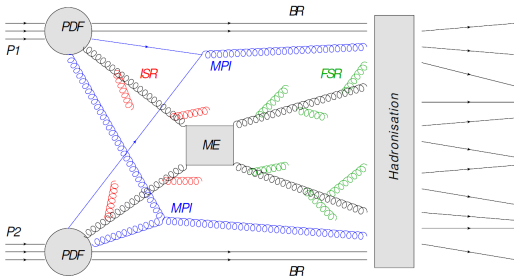 PDF
BR
P1
ISR
MPI
FSR
ME
Hadronisation
MPI
P2
PDF
BR